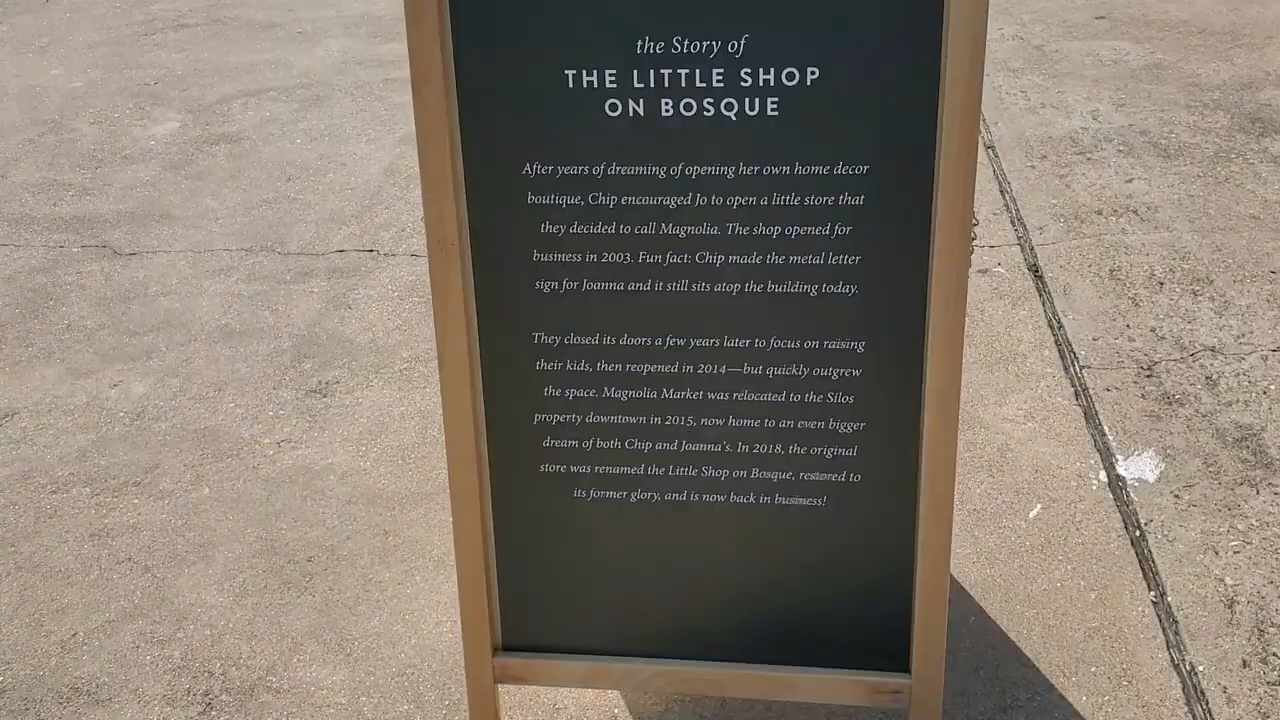 the Story of
THE LITTLE SHOP
ON BOSQUE
After years of dreaming of opening her own home decor
boutique, Chip encouraged Jo to open a little store that
they decided to call Magnolia. The shop opened for
business in 2003. Fun fact: Chip made the metal letter
sign for Joanna and it still sits atop the building today.
They closed its doors a few years later to focus on raising
their kids, then reopened in 2014—but quickly outgrew
the space. Magnolia Market was relocated to the Silos
property downtown in 2015, now home to an even bigger
dream of both Chip and Joanna's. In 2018, the original
store was renamed the Little Shop on Bosque, restored to
its former glory, and is now back in business!